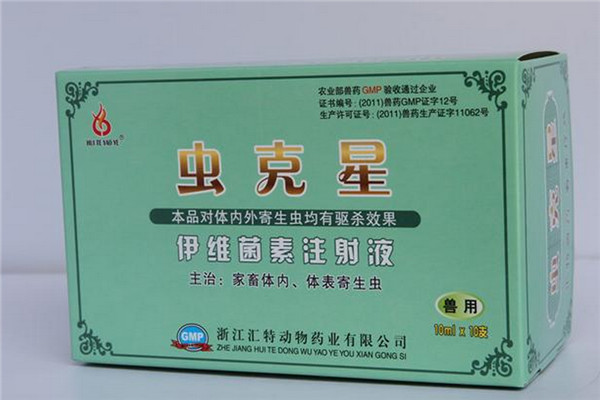 农业部兽药 GMP 验收通过企业
证书编号：(2011)兽药GMP证字12号
生产许可证号：(2011)兽药生产证字11062号
HUI TE YAO YE
虫克星
本品对体内外寄生虫均有驱杀效果
伊维菌素注射液
主治：家畜体内、体表寄生虫
兽用
10ml x 10支
GMP
浙江汇特动物药业有限公司
ZHE JIANG HUI TE DONG WU YAO YE YOU XIAN GONG SI